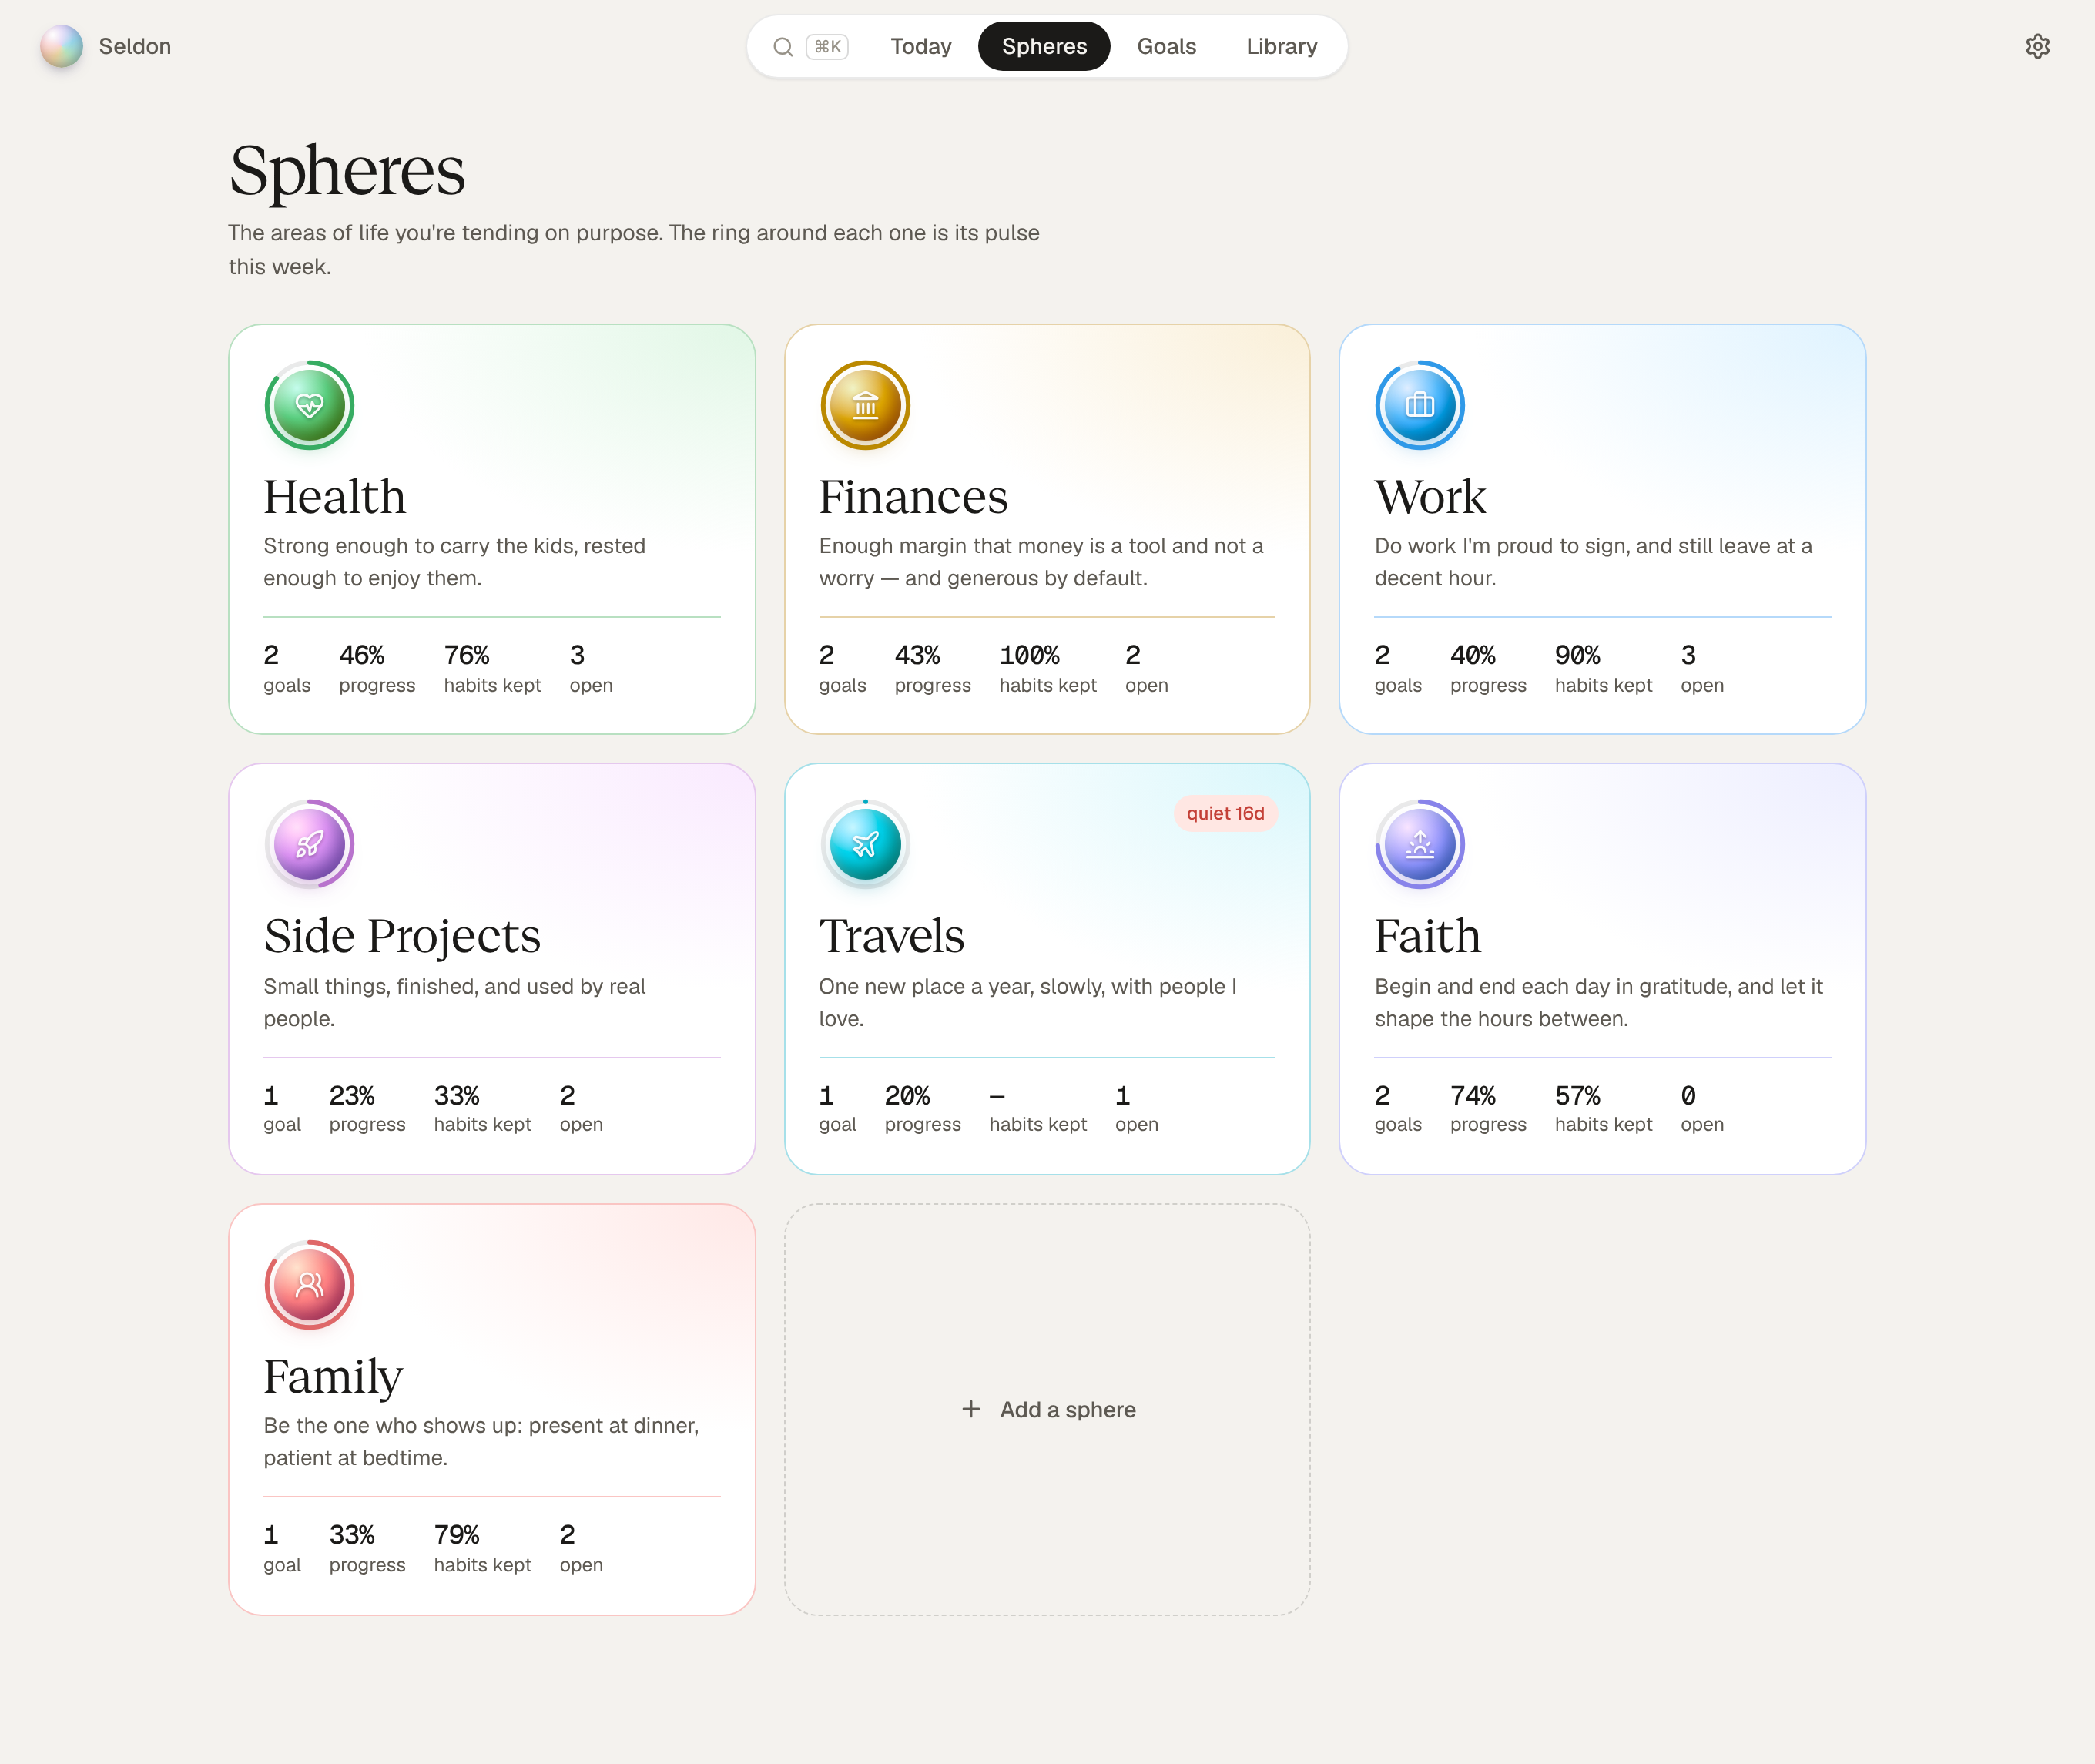 Seldon
⌘K
Today
Spheres
Goals
Library
Spheres
The areas of life you're tending on purpose. The ring around each one is its pulse
this week.
Health
Strong enough to carry the kids, rested
enough to enjoy them.
2 46% 76% 3
goals progress habits kept open
Finances
Enough margin that money is a tool and not a
worry — and generous by default.
2 43% 100% 2
goals progress habits kept open
Work
Do work I'm proud to sign, and still leave at a
decent hour.
2 40% 90% 3
goals progress habits kept open
Side Projects
Small things, finished, and used by real
people.
1 23% 33% 2
goal progress habits kept open
quiet 16d
Travels
One new place a year, slowly, with people I
love.
1 20% – 1
goal progress habits kept open
Faith
Begin and end each day in gratitude, and let it
shape the hours between.
2 74% 57% 0
goals progress habits kept open
Family
Be the one who shows up: present at dinner,
patient at bedtime.
1 33% 79% 2
goal progress habits kept open
+ Add a sphere